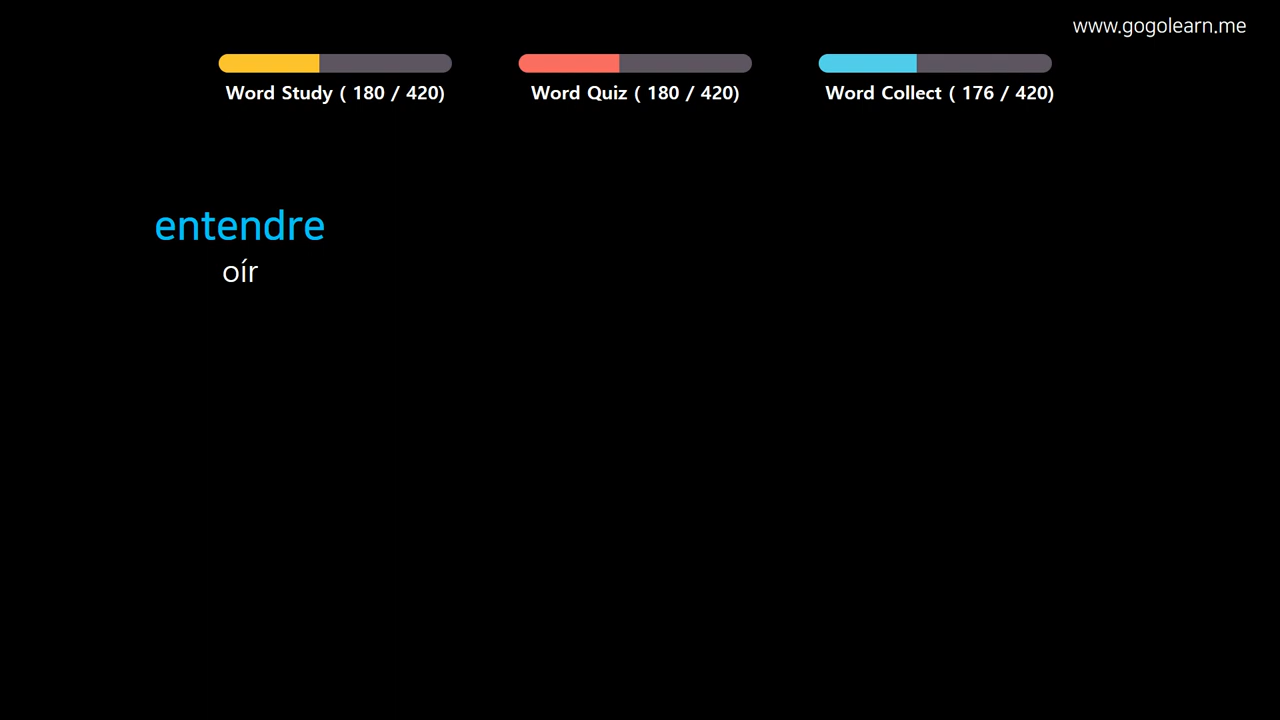 www.gogolearn.me
Word Study ( 180 / 420)
Word Quiz ( 180 / 420)
Word Collect ( 176 / 420)
entendre
oír